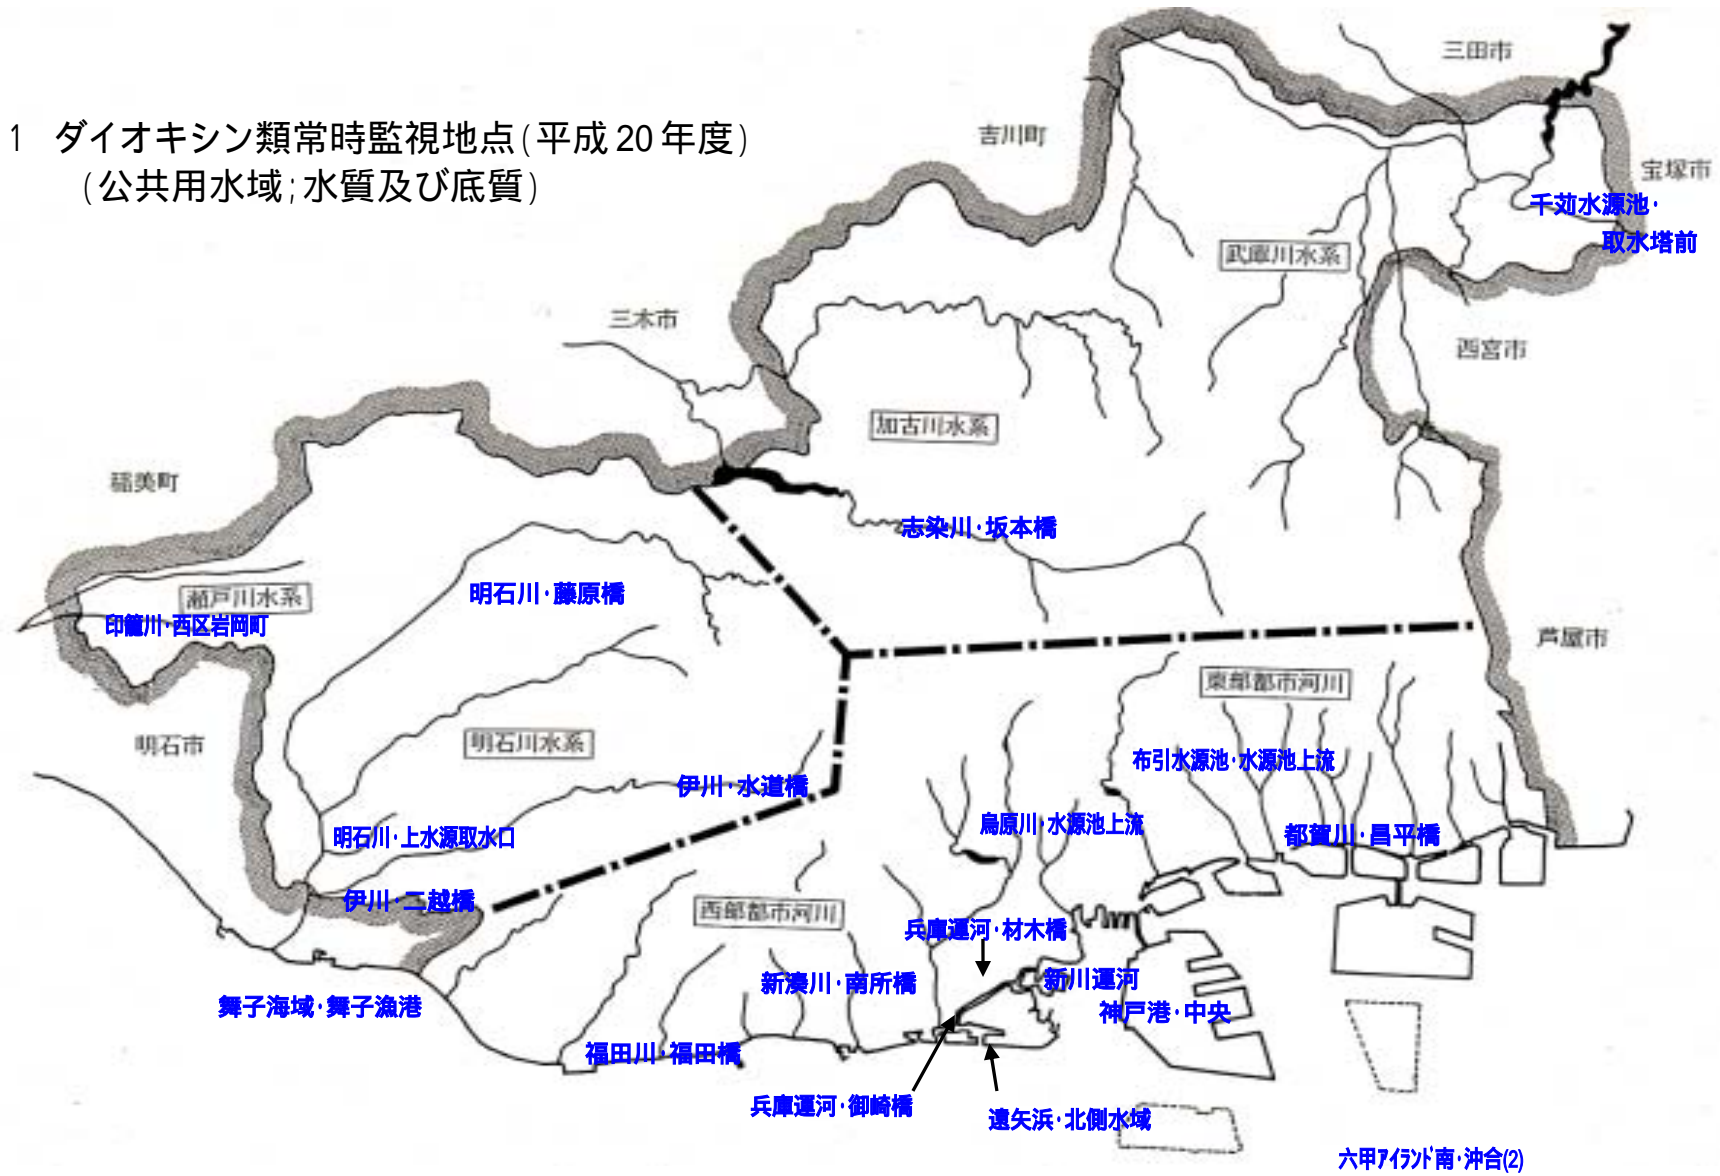 1 ダイオキシン類常時監視地点(平成20年度)
(公共用水域;水質及び底質)
三田市
吉川町
宝塚市
千苅水源池・
取水塔前
武庫川水系
三木市
西宮市
加古川水系
稲美町
志染川・坂本橋
明石川・藤原橋
瀬戸川水系
印籠川・西区岩岡町
芦屋市
東部都市河川
明石市
明石川水系
布引水源池・水源池上流
伊川・水道橋
烏原川・水源池上流
明石川・上水源取水口
都賀川・昌平橋
伊川・二越橋
西部都市河川
兵庫運河・材木橋
新湊川・南所橋
新川運河
舞子海域・舞子漁港
神戸港・中央
福田川・福田橋
兵庫運河・御崎橋
遠矢浜・北側水域
六甲アイランド南・沖合(2)